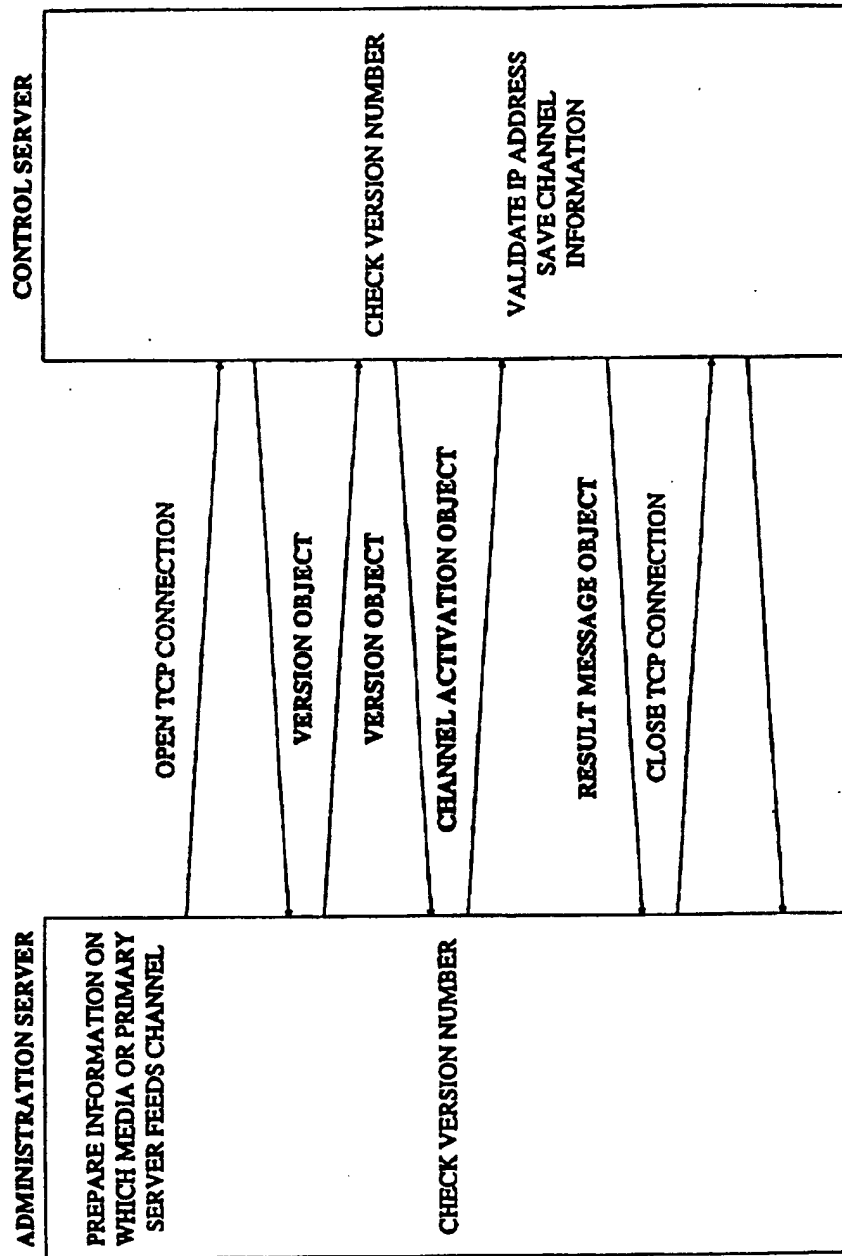 ADMINISTRATION SERVER
CONTROL SERVER
PREPARE INFORMATION ON
WHICH MEDIA OR PRIMARY
SERVER FEEDS CHANNEL
OPEN TCP CONNECTION
VERSION OBJECT
VERSION OBJECT
CHECK VERSION NUMBER
CHECK VERSION NUMBER
CHANNEL ACTIVATION OBJECT
VALIDATE IP ADDRESS
SAVE CHANNEL
INFORMATION
RESULT MESSAGE OBJECT
CLOSE TCP CONNECTION